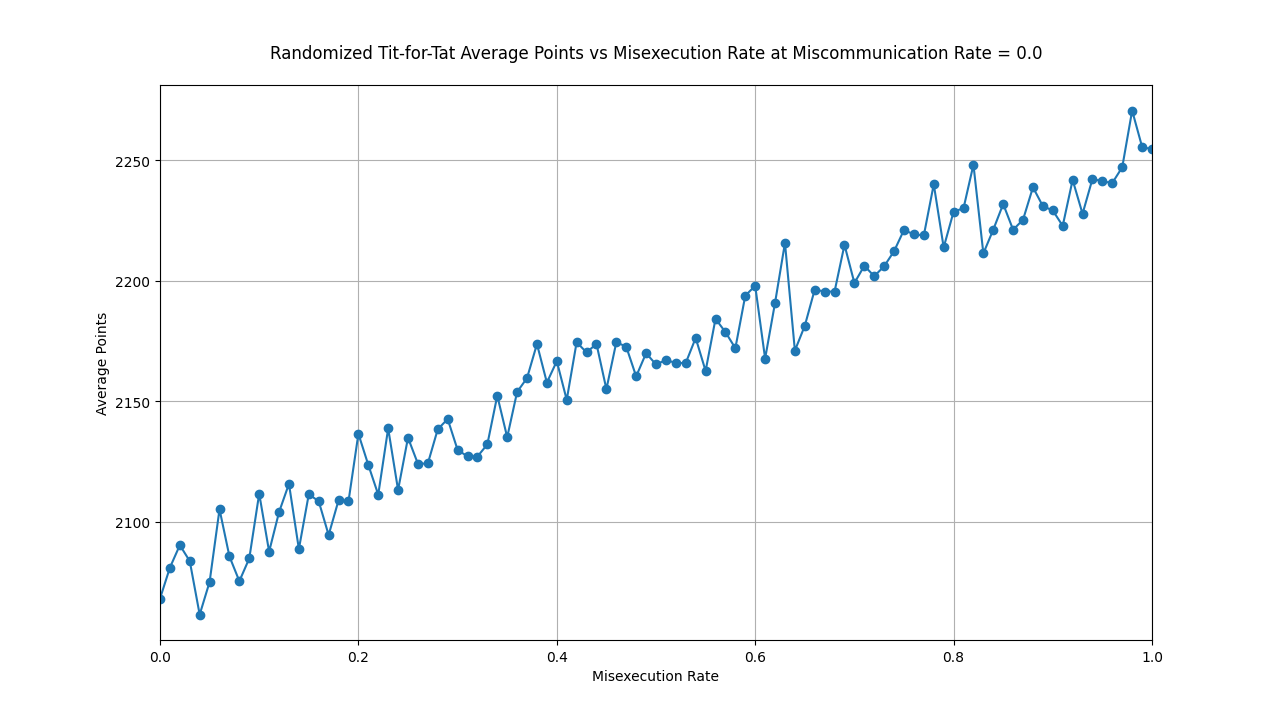 Randomized Tit-for-Tat Average Points vs Misexecution Rate at Miscommunication Rate = 0.0
2250
2200
2150
2100
Average Points
0.0 0.2 0.4 0.6 0.8 1.0
Misexecution Rate